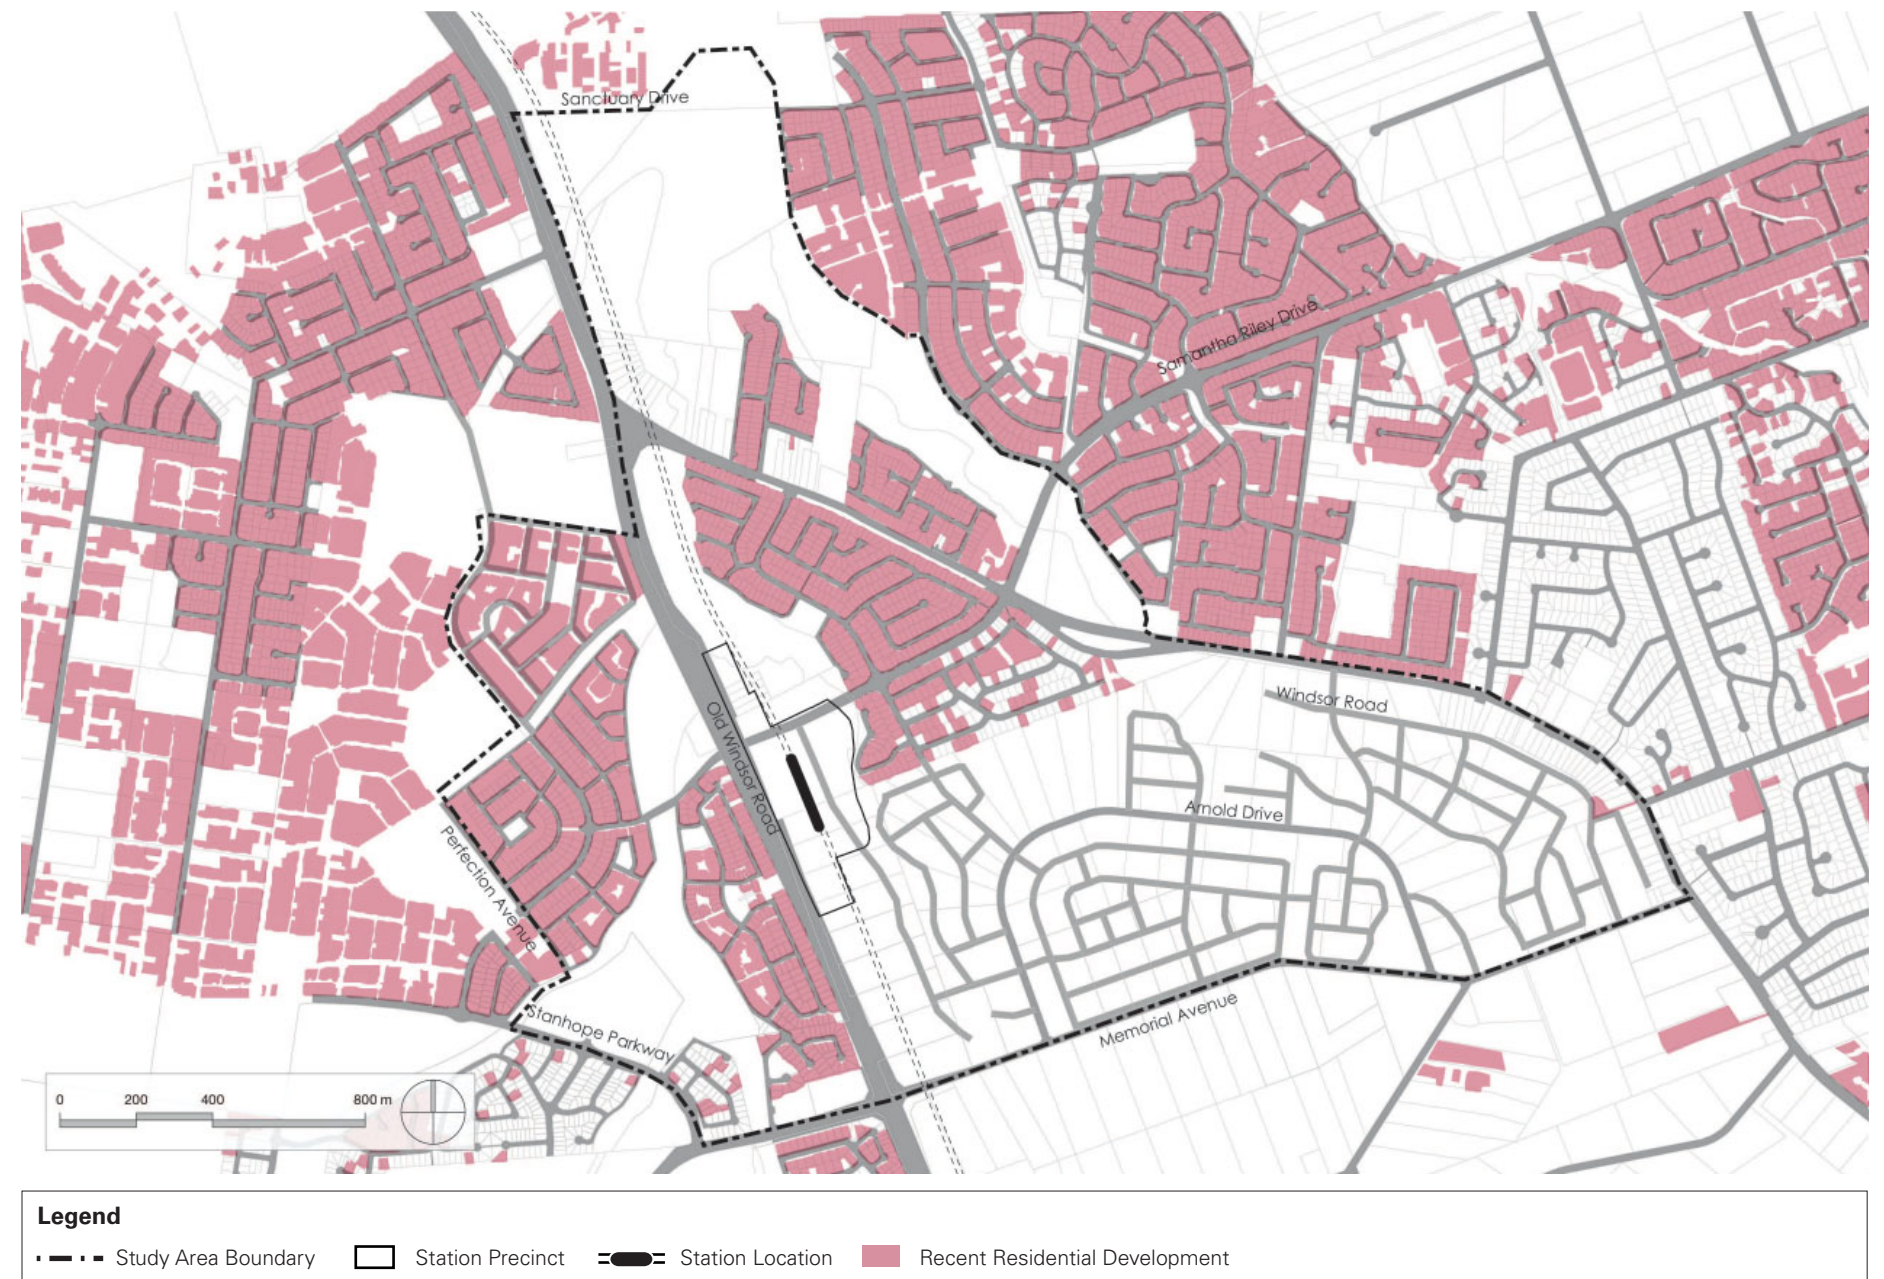 Sanctuary Drive
Samantha Riley Drive
Windsor Road
Old Windsor Road
Arnold Drive
Perfection Avenue
Memorial Avenue
Stanhope Parkway
0 200 400 800 m
Legend
Study Area Boundary Station Precinct Station Location Recent Residential Development